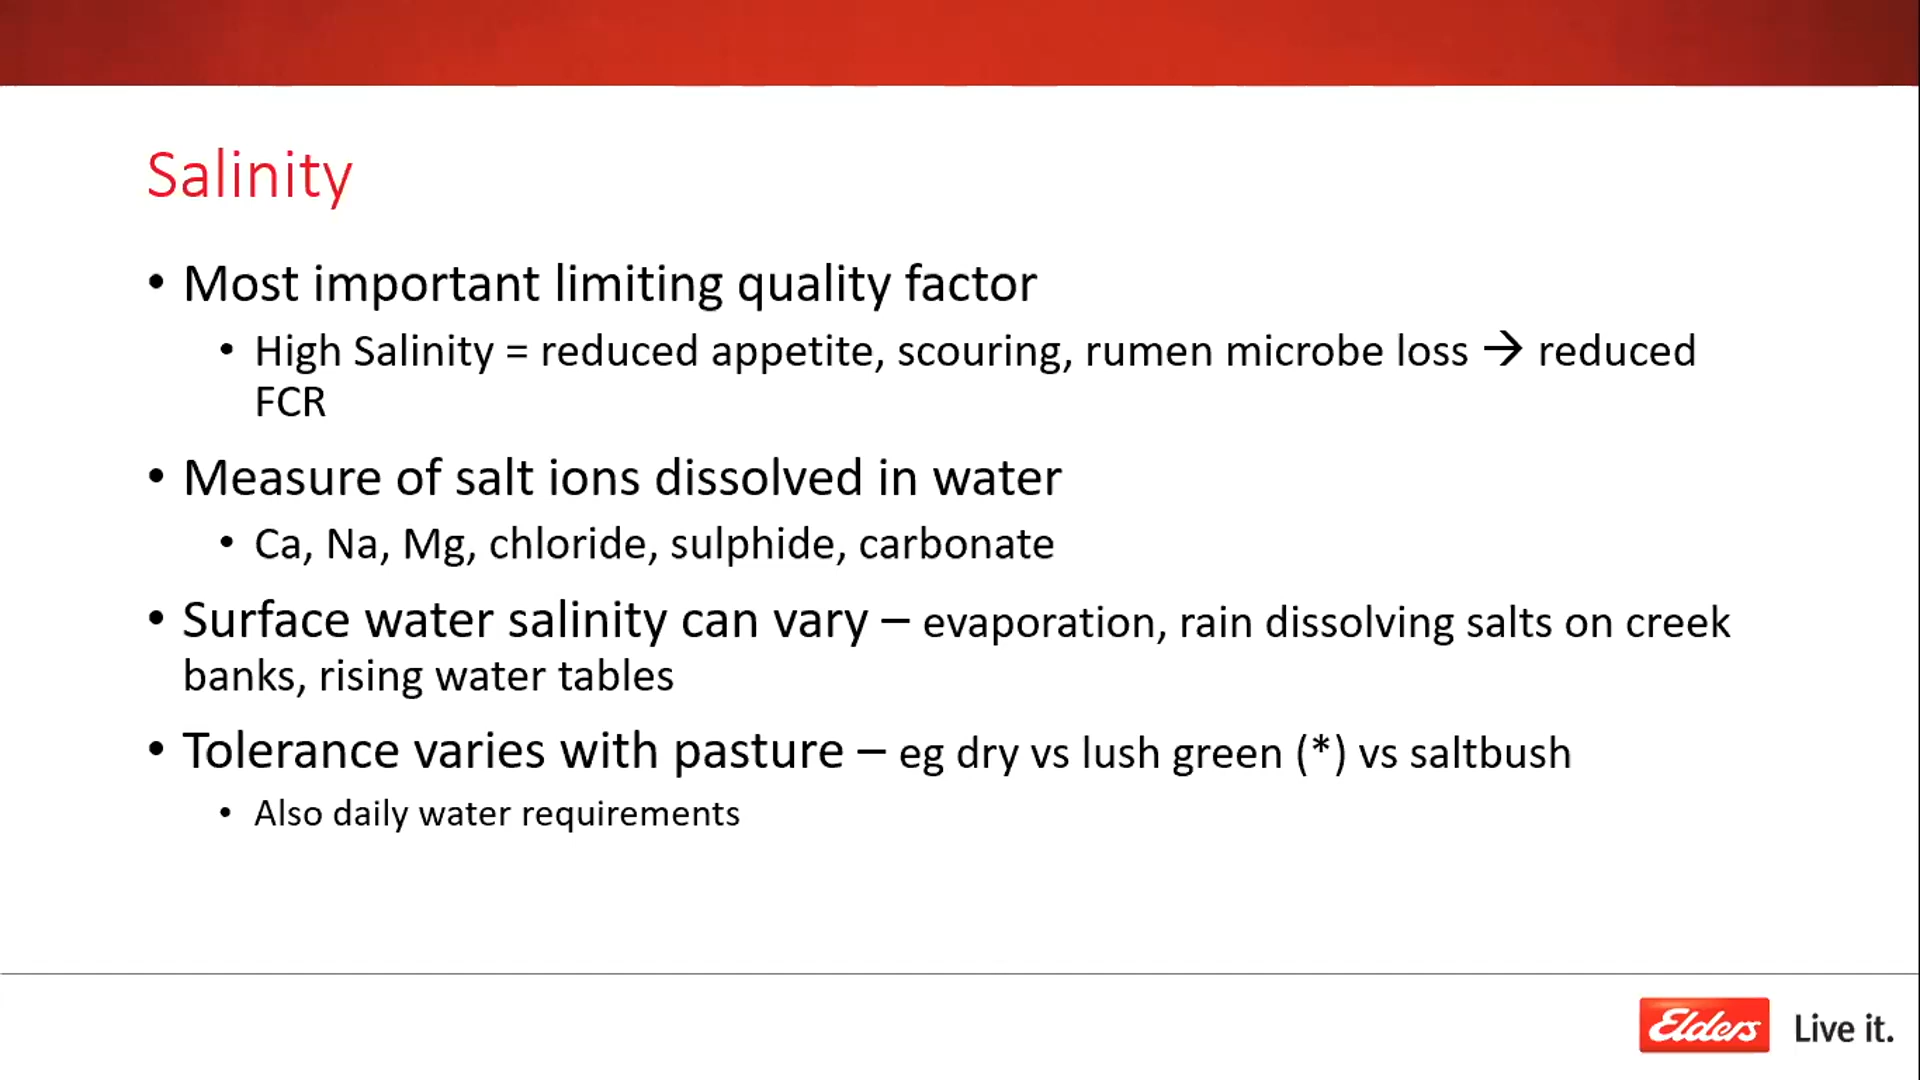 Salinity
• Most important limiting quality factor
• High Salinity = reduced appetite, scouring, rumen microbe loss → reduced
FCR
• Measure of salt ions dissolved in water
• Ca, Na, Mg, chloride, sulphide, carbonate
• Surface water salinity can vary – evaporation, rain dissolving salts on creek
banks, rising water tables
• Tolerance varies with pasture – eg dry vs lush green (*) vs saltbush
• Also daily water requirements
Elders Live it.